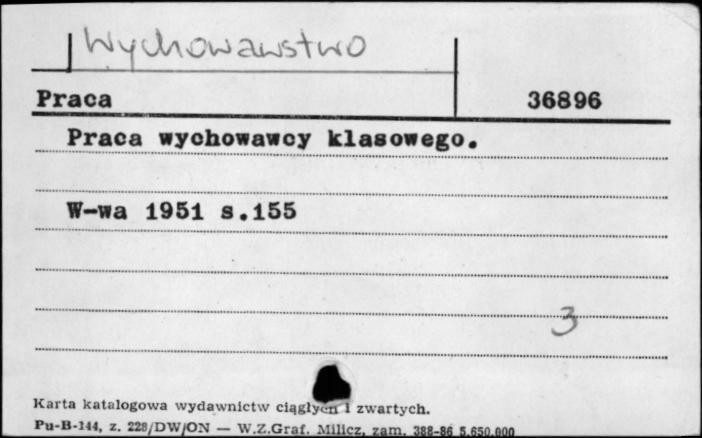 Wychowawstwo
Praca 36896
Praca wychowawcy klasowego.
W-wa 1951 s.155
3
Karta katalogowa wydawnictw ciągłych i zwartych.
Pu-B-144, z. 228/DW/ON — W.Z.Graf. Milicz, zam. 388-86 5.650.000